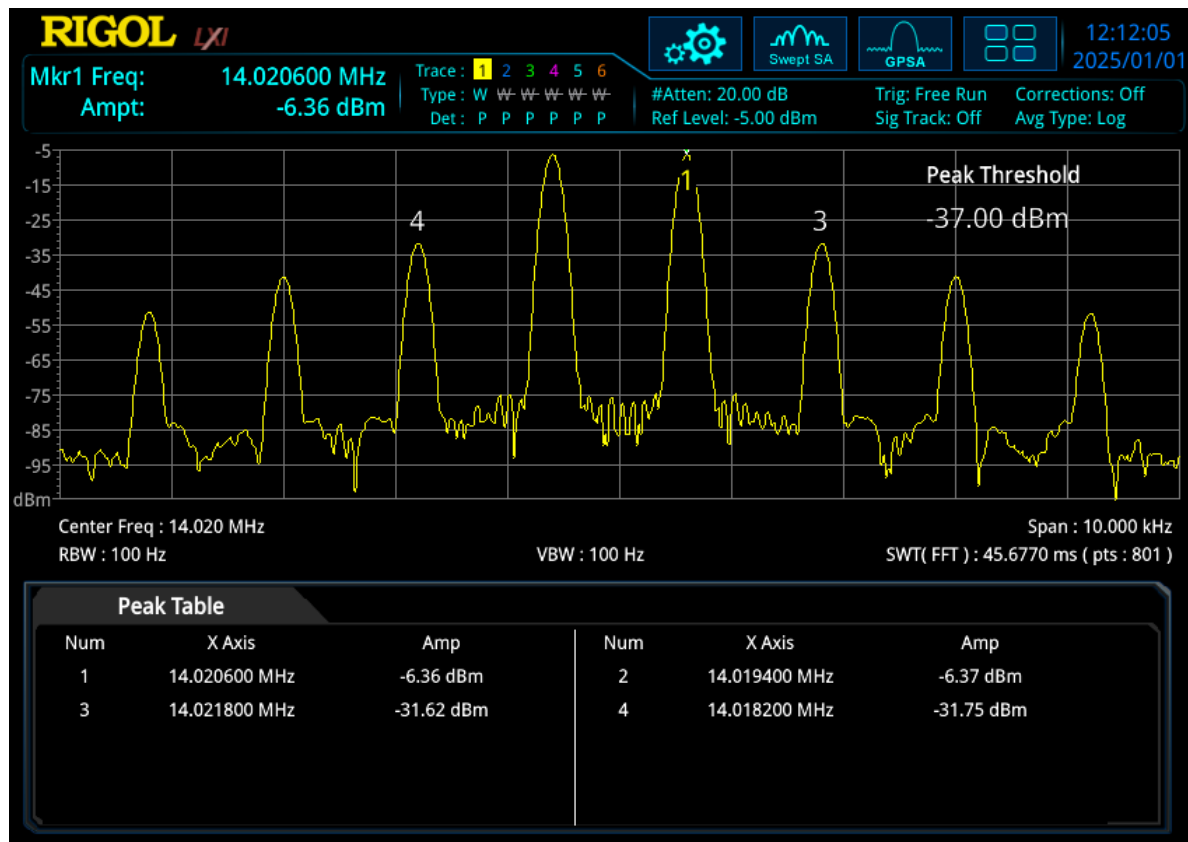 RIGOL LXI
Swept SA
GPSA
12:12:05
2025/01/01
Mkr1 Freq: 14.020600 MHz
Ampt: -6.36 dBm
Trace : 1 2 3 4 5 6
Type : W W W W W W
Det : P P P P P P
#Atten: 20.00 dB Trig: Free Run Corrections: Off
Ref Level: -5.00 dBm Sig Track: Off Avg Type: Log
-5
-15
-25
-35
-45
-55
-65
-75
-85
-95
dBm
4
1
3
Peak Threshold
-37.00 dBm
Center Freq : 14.020 MHz Span : 10.000 kHz
RBW : 100 Hz VBW : 100 Hz SWT( FFT ) : 45.6770 ms ( pts : 801 )
Peak Table
Num X Axis Amp Num X Axis Amp
1 14.020600 MHz -6.36 dBm 2 14.019400 MHz -6.37 dBm
3 14.021800 MHz -31.62 dBm 4 14.018200 MHz -31.75 dBm